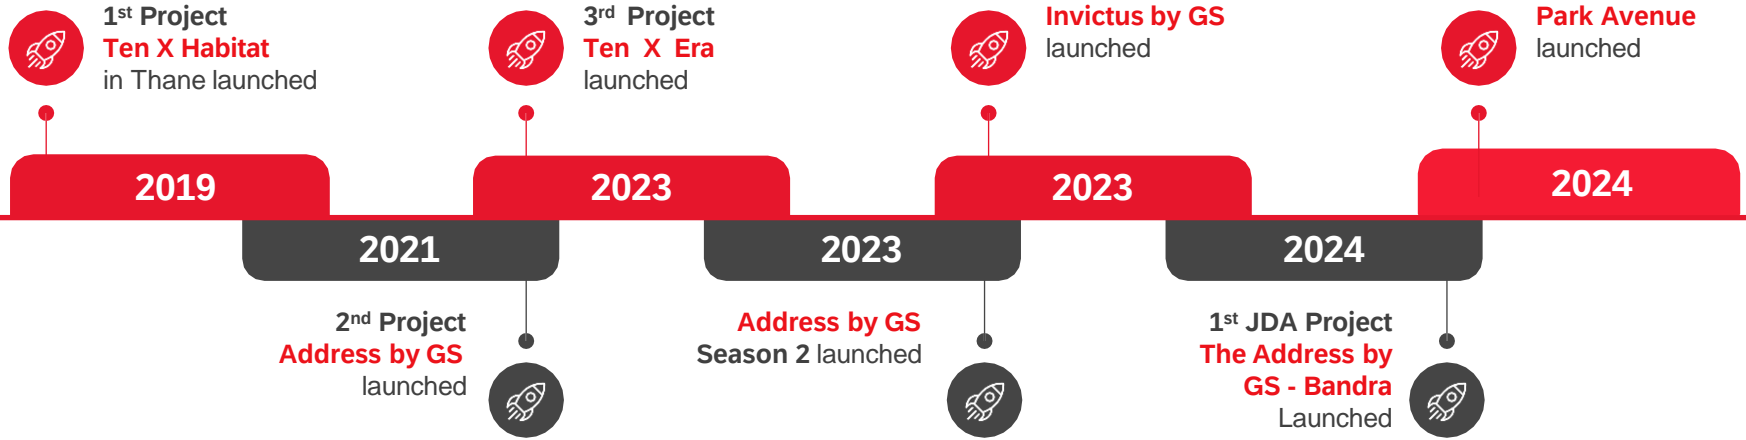 1st Project
Ten X Habitat
in Thane launched
3rd Project
Ten X Era
launched
Invictus by GS
launched
Park Avenue
launched
2019
2023
2023
2024
2021
2023
2024
2nd Project
Address by GS
launched
Address by GS
Season 2 launched
1st JDA Project
The Address by
GS - Bandra
Launched